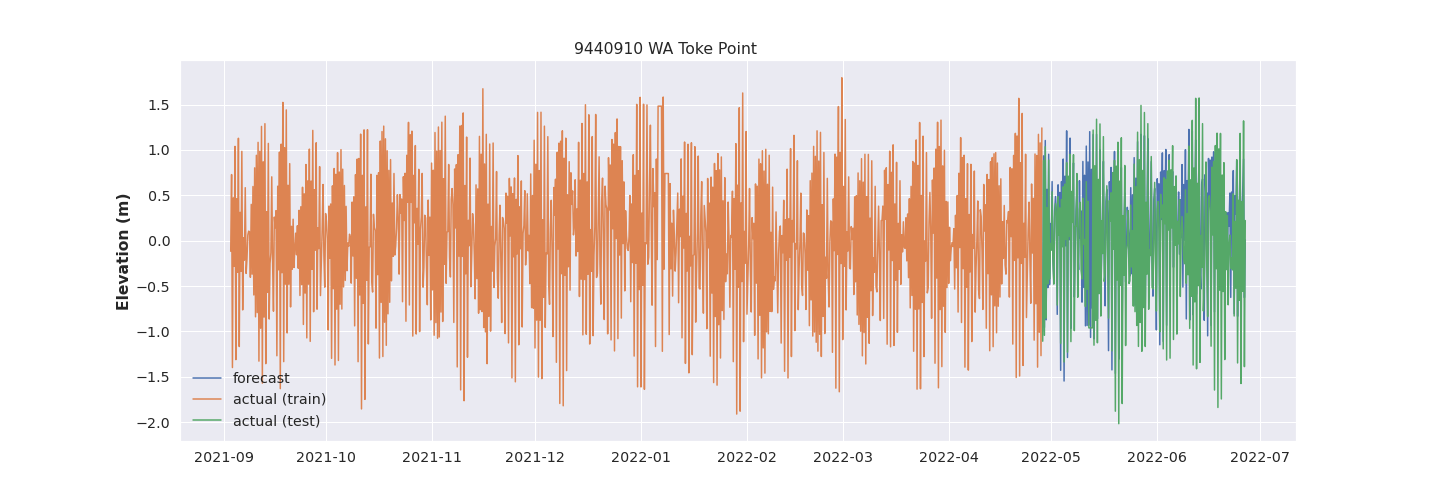 9440910 WA Toke Point
Elevation (m)
1.5
1.0
0.5
0.0
−0.5
−1.0
−1.5
−2.0
forecast
actual (train)
actual (test)
2021-09 2021-10 2021-11 2021-12 2022-01 2022-02 2022-03 2022-04 2022-05 2022-06 2022-07